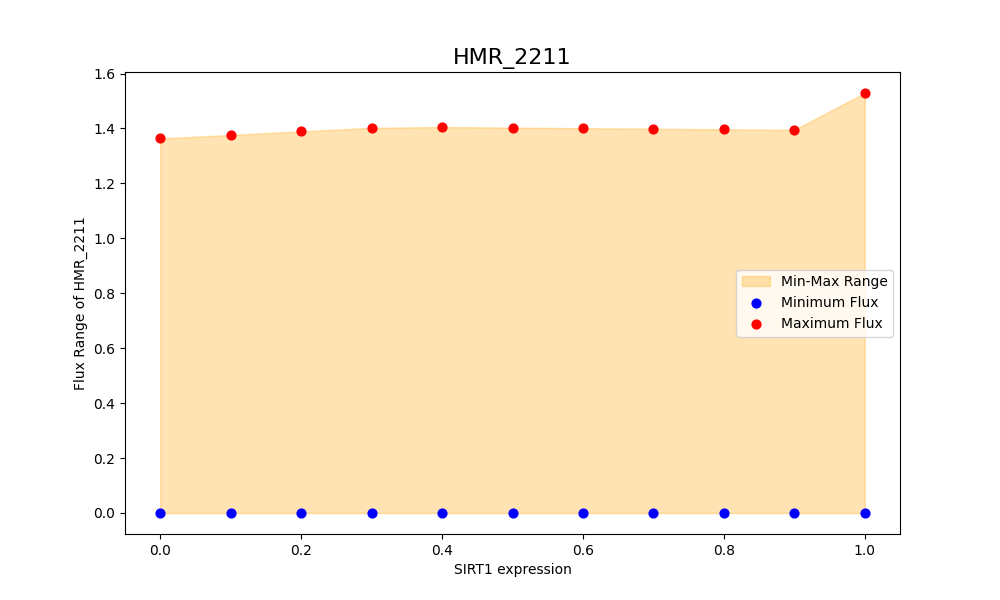 HMR_2211
1.6
1.4
1.2
1.0
0.8
0.6
0.4
0.2
0.0
Flux Range of HMR_2211
Min-Max Range
Minimum Flux
Maximum Flux
0.0 0.2 0.4 0.6 0.8 1.0
SIRT1 expression